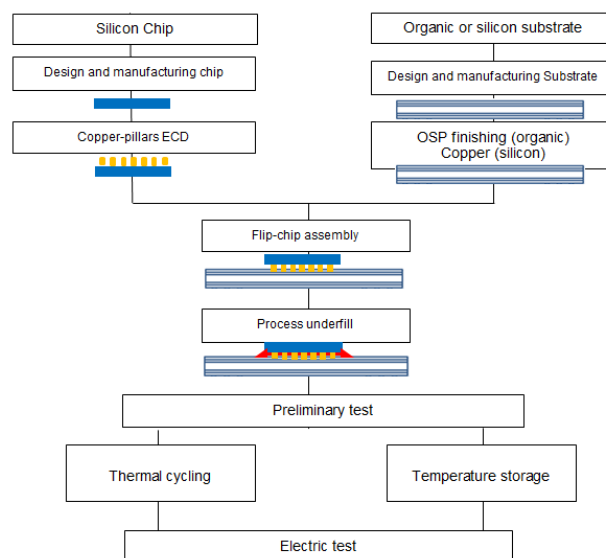 Silicon Chip
Organic or silicon substrate
Design and manufacturing chip
Design and manufacturing Substrate
Copper-pillars ECD
OSP finishing (organic)
Copper (silicon)
Flip-chip assembly
Process underfill
Preliminary test
Thermal cycling
Temperature storage
Electric test